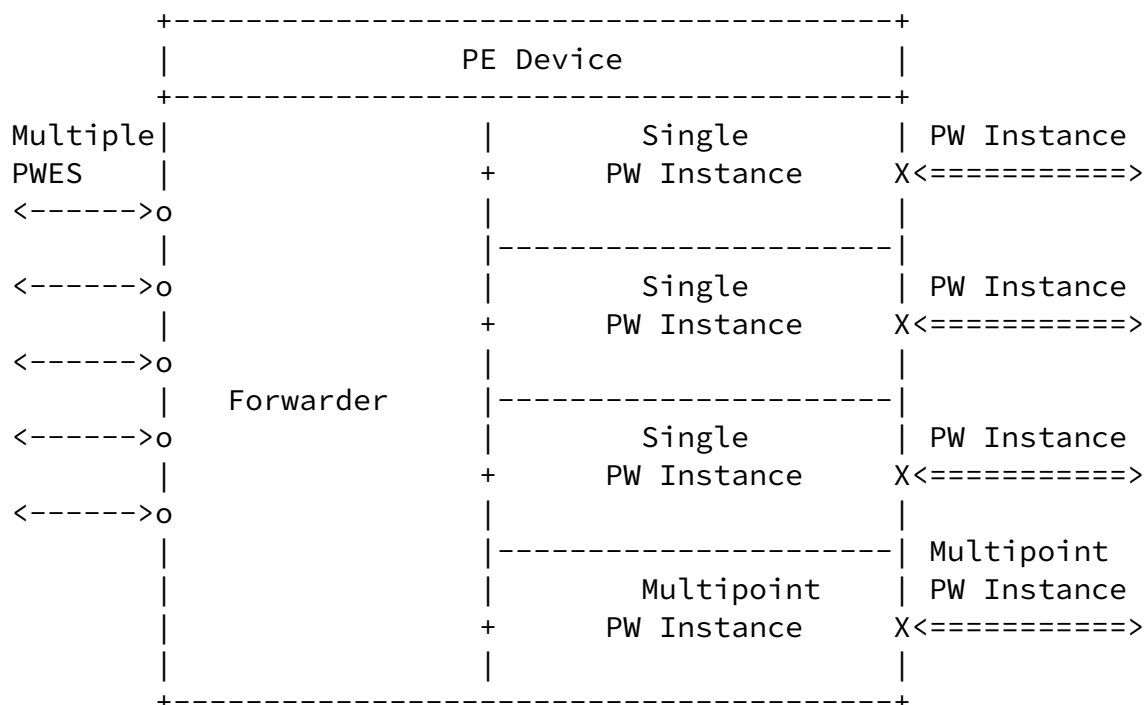 PE Device
Multiple Single PW Instance
PWES PW Instance
Single PW Instance
PW Instance
Forwarder
Single PW Instance
PW Instance
Multipoint
Multipoint PW Instance
PW Instance